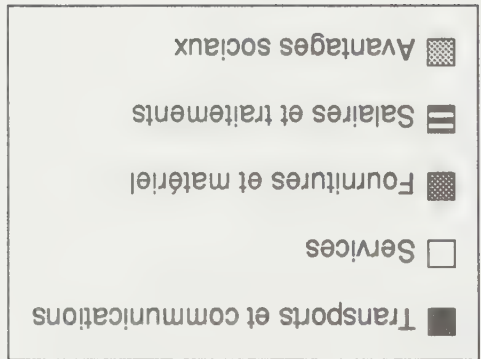 Transports et communications
Services
Fournitures et matériel
Salaires et traitements
Avantages sociaux